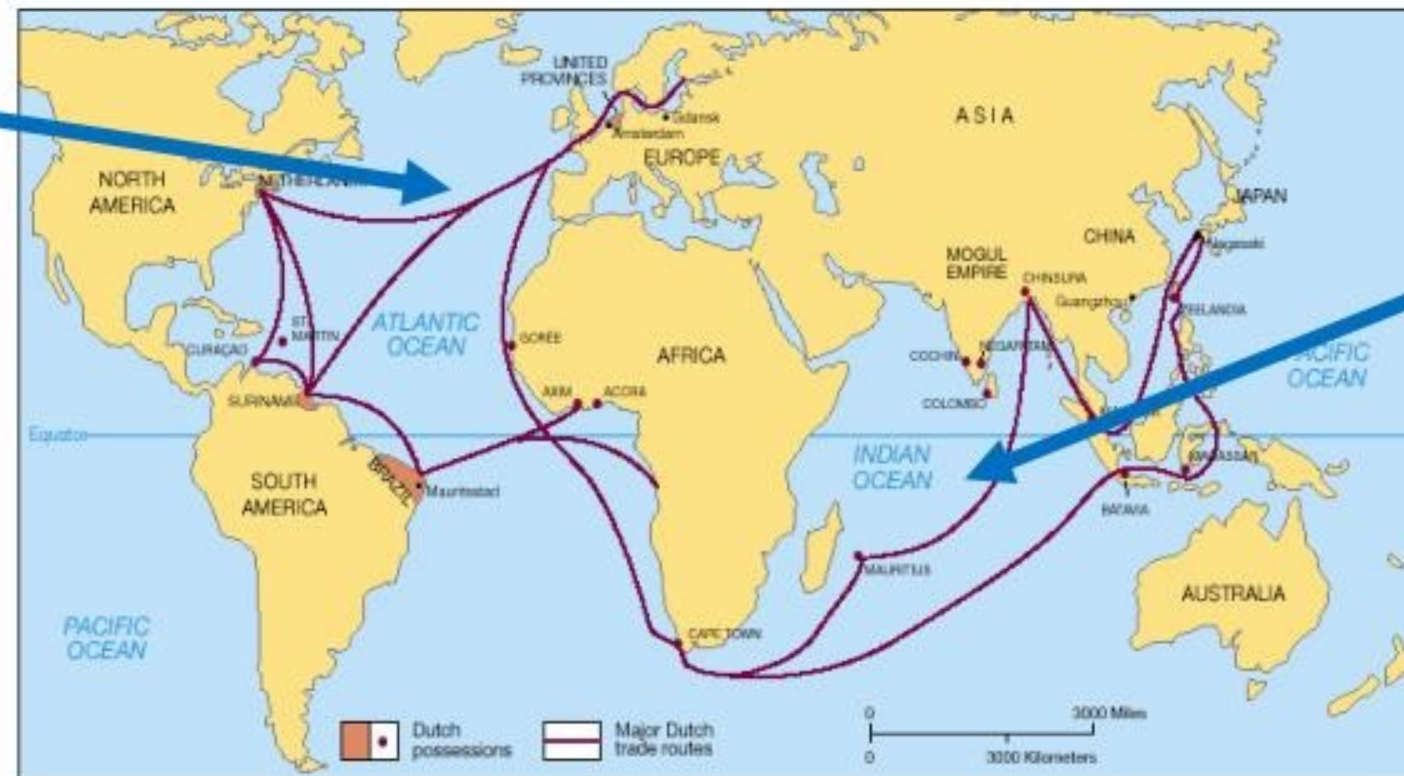 UNITED
PROVINCES
Gdansk
Amsterdam
ASIA
EUROPE
NORTH
AMERICA
JAPAN
CHINA
Nagasaki
MOGUL
EMPIRE
CHINSURA
Guangzhou
ZEELANDIA
ST.
MARTIN
ATLANTIC
OCEAN
GORÉE
CURAÇAO
AFRICA
COCHIN
PACIFIC
OCEAN
SURINAME
AXIM
ACCRA
COLOMBO
Equator
INDIAN
OCEAN
MACASSAR
BRAZIL
SOUTH
AMERICA
Mauritsstad
BATAVIA
MAURITIUS
AUSTRALIA
PACIFIC
OCEAN
CAPE TOWN
Dutch
possessions
Major Dutch
trade routes
0 3000 Miles
0 3000 Kilometers